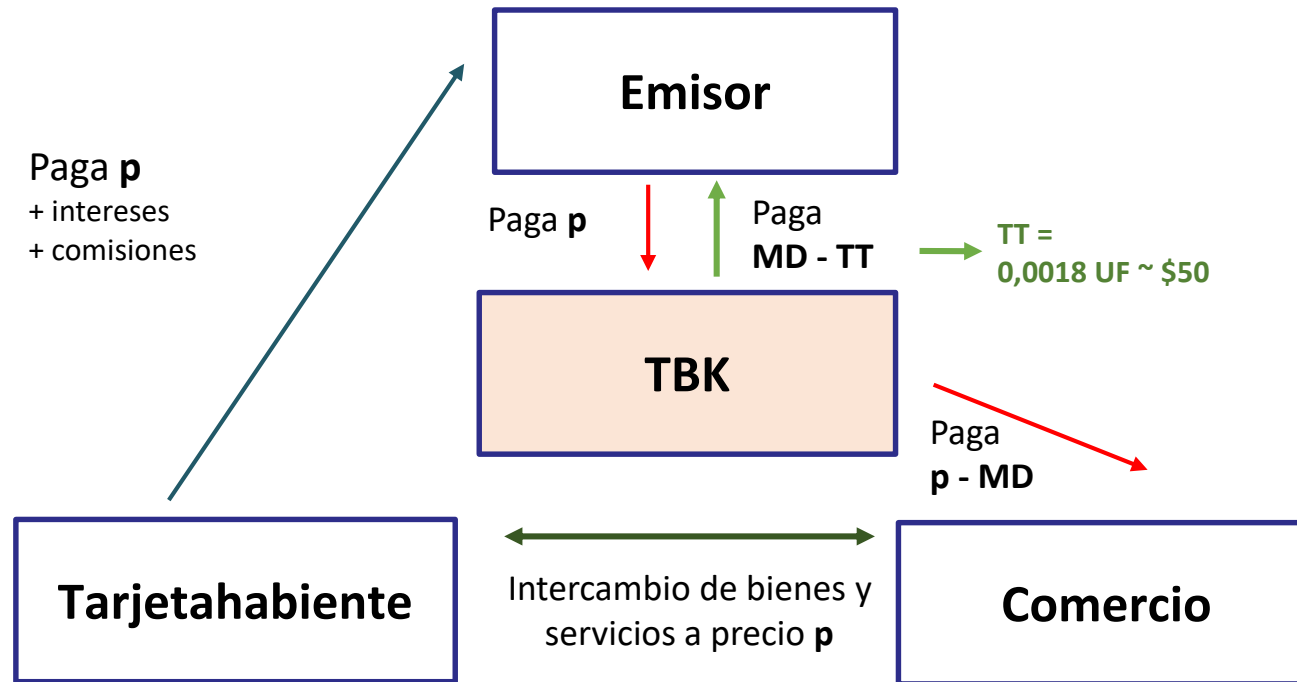 Emisor
Paga p
+ intereses
+ comisiones
Paga p
Paga
MD - TT
TT =
0,0018 UF ~ $50
TBK
Paga
p - MD
Tarjetahabiente
Intercambio de bienes y
servicios a precio p
Comercio